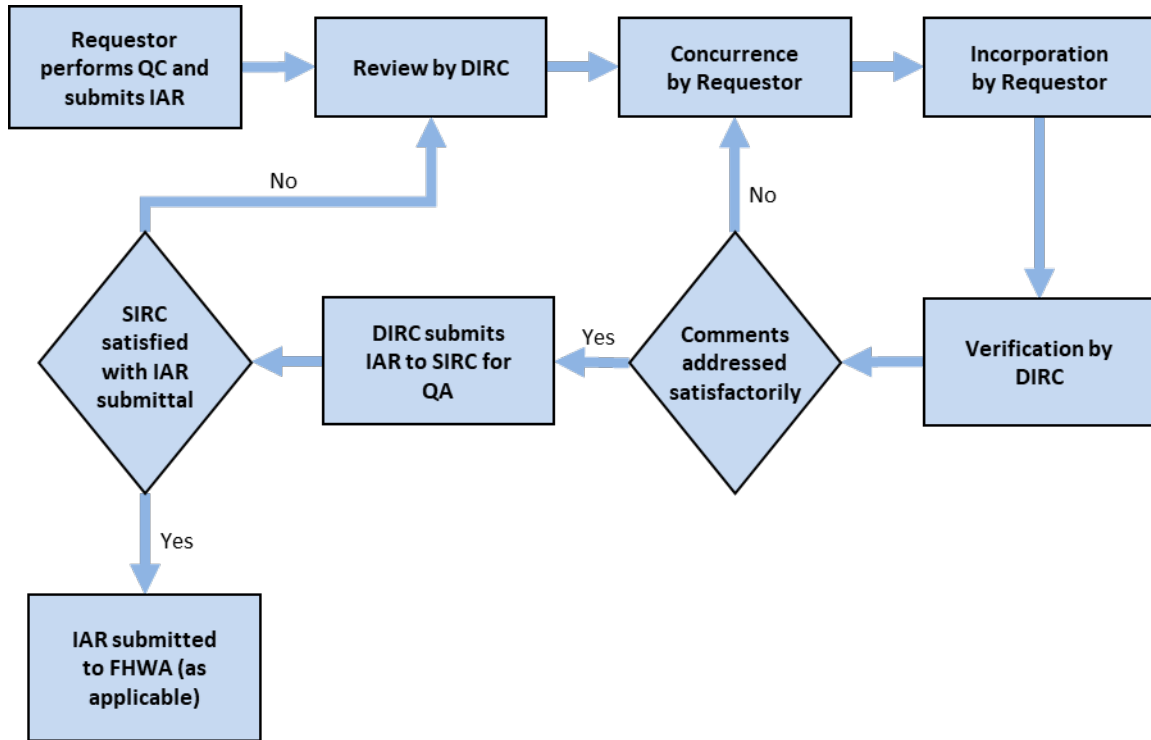 Requestor
performs QC and
submits IAR
Review by DIRC
Concurrence
by Requestor
Incorporation
by Requestor
No
No
SIRC
satisfied
with IAR
submittal
DIRC submits
IAR to SIRC for
QA
Yes
Comments
addressed
satisfactorily
Verification by
DIRC
Yes
IAR submitted
to FHWA (as
applicable)